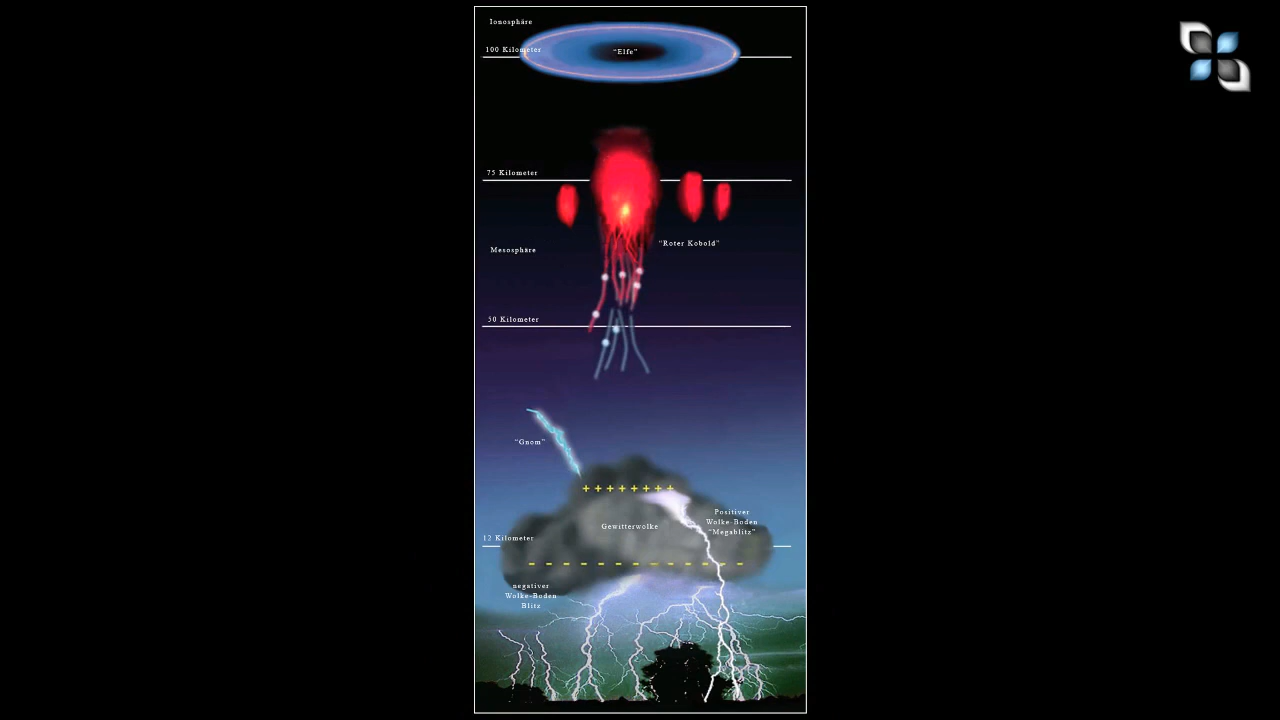 Ionosphäre
100 Kilometer
“Elfe”
75 Kilometer
“Roter Kobold”
Mesosphäre
50 Kilometer
“Gnom”
+ + + + + + + +
Positiver
Wolke-Boden
“Megablitz”
Gewitterwolke
12 Kilometer
- - - - - - - - - - - - -
negativer
Wolke-Boden
Blitz